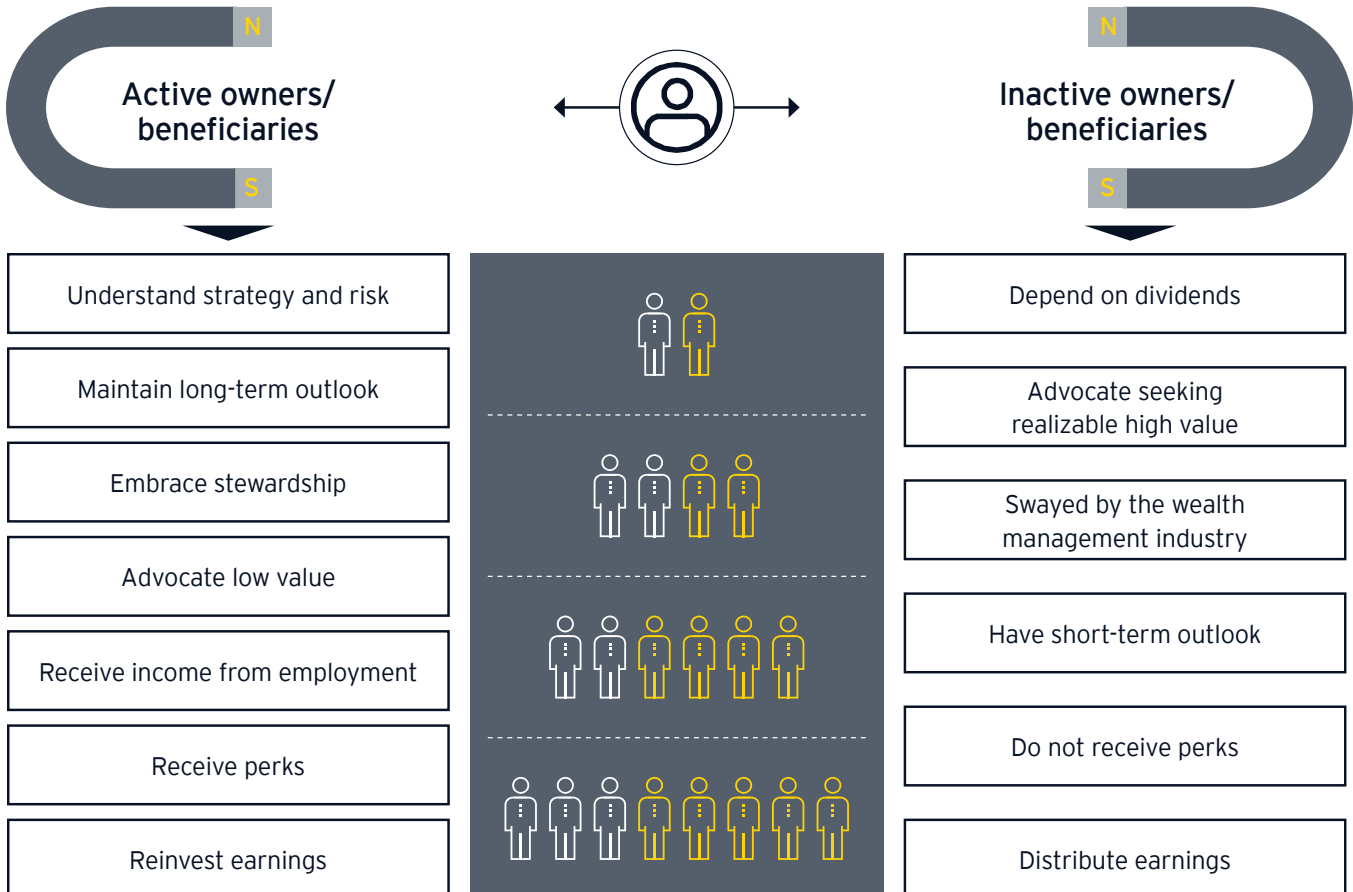 N
Active owners/
beneficiaries
S
N
Inactive owners/
beneficiaries
S
Understand strategy and risk
Maintain long-term outlook
Embrace stewardship
Advocate low value
Receive income from employment
Receive perks
Reinvest earnings
Depend on dividends
Advocate seeking
realizable high value
Swayed by the wealth
management industry
Have short-term outlook
Do not receive perks
Distribute earnings